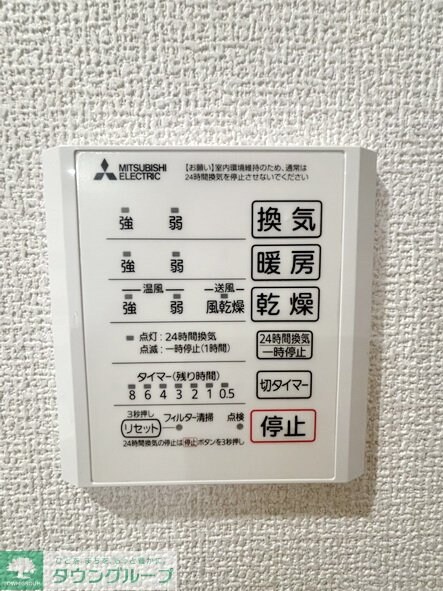 MITSUBISHI ELECTRIC
【お願い】室内環境維持のため、通常は
24時間換気を停止させないでください
強 弱 換気
強 弱 暖房
温風 送風
強 弱 風乾燥 乾燥
点灯:24時間換気
点滅:一時停止(1時間)
24時間換気
一時停止
タイマー(残り時間)
8 6 4 3 2 1 0.5
切タイマー
3秒押し
リセット フィルター清掃 点検
停止
24時間換気の停止は停止ボタンを3秒押し
タウングループ